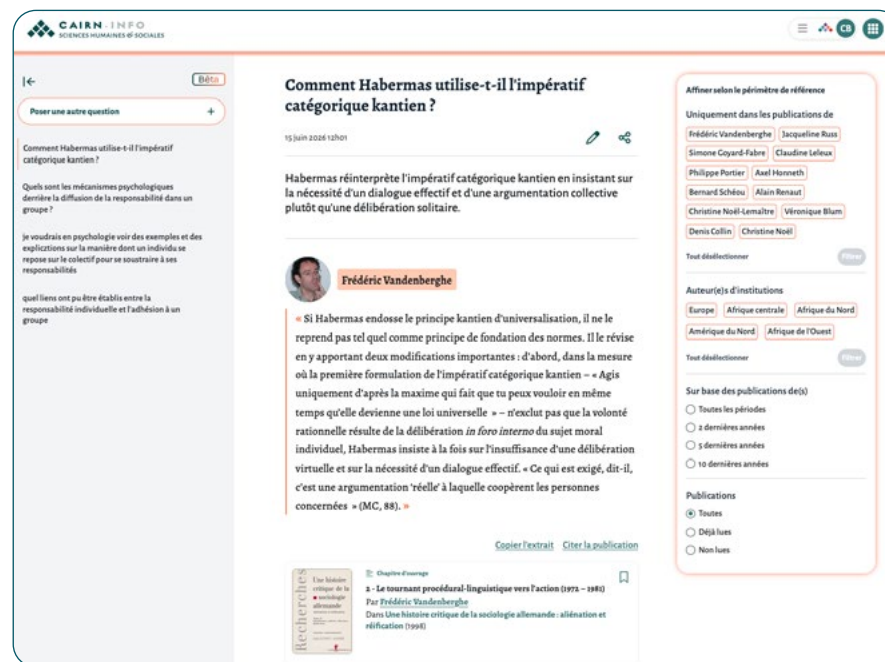 CAIRN.INFO
SCIENCES HUMAINES & SOCIALES
CB
Bêta
Poser une autre question +
Comment Habermas utilise-t-il l'impératif
catégorique kantien ?
Quels sont les mécanismes psychologiques
derrière la diffusion de la responsabilité dans un
groupe ?
je voudrais en psychologie voir des exemples et des
explicztions sur la manière dont un individu se
repose sur le colectif pour se soustraire à ses
responsabilités
quel liens ont pu être établis entre la
responsabilité individuelle et l'adhésion à un
groupe
Comment Habermas utilise-t-il l'impératif
catégorique kantien ?
15 juin 2026 12h01
Habermas réinterprète l'impératif catégorique kantien en insistant sur
la nécessité d'un dialogue effectif et d'une argumentation collective
plutôt qu'une délibération solitaire.
Frédéric Vandenberghe
« Si Habermas endosse le principe kantien d'universalisation, il ne le
reprend pas tel quel comme principe de fondation des normes. Il le révise
en y apportant deux modifications importantes : d'abord, dans la mesure
où la première formulation de l'impératif catégorique kantien – « Agis
uniquement d'après la maxime qui fait que tu peux vouloir en même
temps qu'elle devienne une loi universelle » – n'exclut pas que la volonté
rationnelle résulte de la délibération in foro interno du sujet moral
individuel, Habermas insiste à la fois sur l'insuffisance d'une délibération
virtuelle et sur la nécessité d'un dialogue effectif. « Ce qui est exigé, dit-il,
c'est une argumentation 'réelle' à laquelle coopèrent les personnes
concernées » (MC, 88). »
Copier l'extrait Citer la publication
Recherches
Une histoire
critique de la
sociologie
allemande
Chapitre d'ouvrage
2 - Le tournant procédural-linguistique vers l'action (1972 – 1981)
Par Frédéric Vandenberghe
Dans Une histoire critique de la sociologie allemande : aliénation et
réification (1998)
Affiner selon le périmètre de référence
Uniquement dans les publications de
Frédéric Vandenberghe Jacqueline Russ
Simone Goyard-Fabre Claudine Leleux
Philippe Portier Axel Honneth
Bernard Schéou Alain Renaut
Christine Noël-Lemaître Véronique Blum
Denis Collin Christine Noël
Tout désélectionner Filtrer
Auteur(e)s d'institutions
Europe Afrique centrale Afrique du Nord
Amérique du Nord Afrique de l'Ouest
Tout désélectionner Filtrer
Sur base des publications de(s)
Toutes les périodes
2 dernières années
5 dernières années
10 dernières années
Publications
Toutes
Déjà lues
Non lues